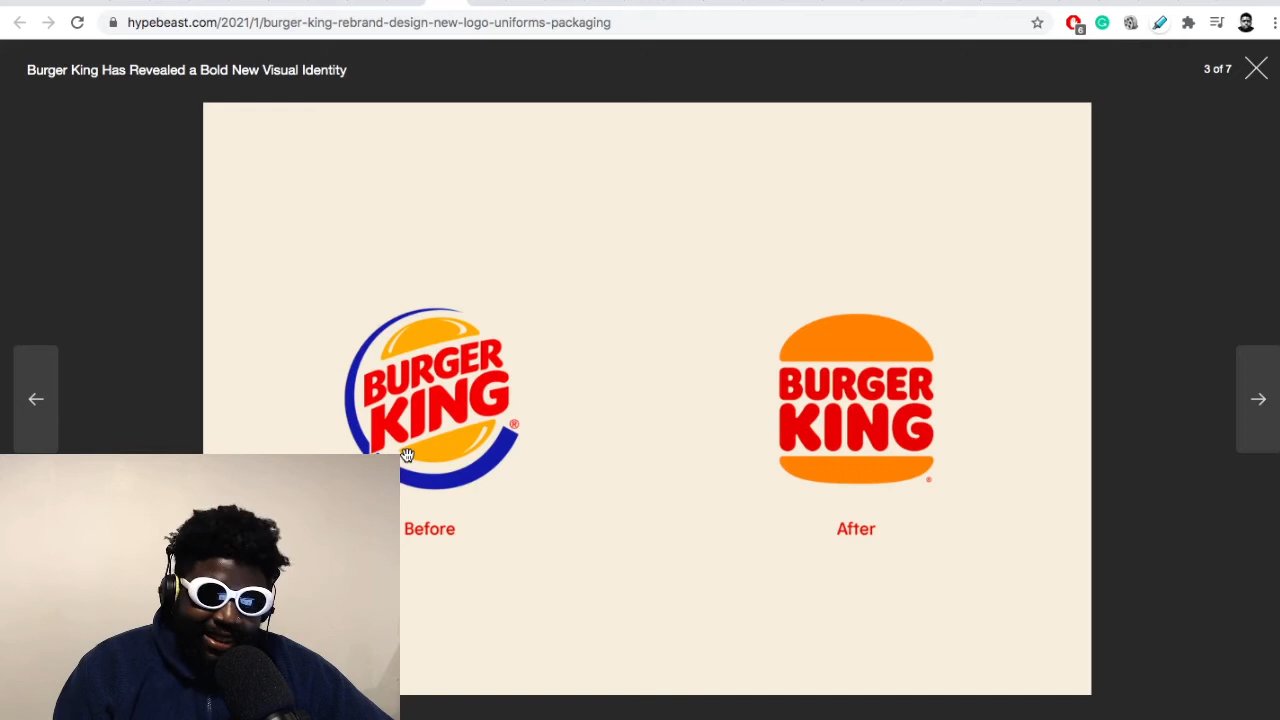 hypebeast.com/2021/1/burger-king-rebrand-design-new-logo-uniforms-packaging
6
Burger King Has Revealed a Bold New Visual Identity
3 of 7
BURGER
KING
®
BURGER
KING
®
Before
After